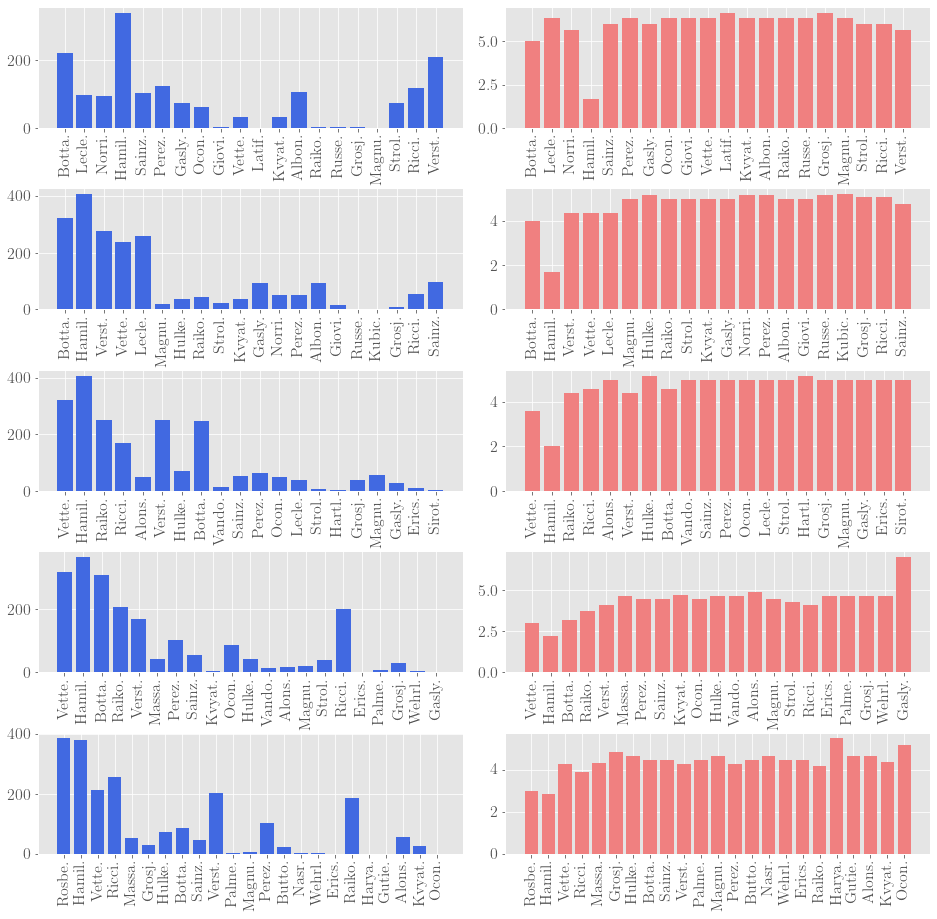 200
0
Botta. Lecle. Norri. Hamil. Sainz. Perez. Gasly. Ocon. Giovi. Vette. Latif. Kvyat. Albon. Raiko. Russe. Grosj. Magnu. Strol. Ricci. Verst.
5.0
2.5
0.0
Botta. Lecle. Norri. Hamil. Sainz. Perez. Gasly. Ocon. Giovi. Vette. Latif. Kvyat. Albon. Raiko. Russe. Grosj. Magnu. Strol. Ricci. Verst.
400
200
0
Botta. Hamil. Verst. Vette. Lecle. Magnu. Hulke. Raiko. Strol. Kvyat. Gasly. Norri. Perez. Albon. Giovi. Russe. Kubic. Grosj. Ricci. Sainz.
4
2
0
Botta. Hamil. Verst. Vette. Lecle. Magnu. Hulke. Raiko. Strol. Kvyat. Gasly. Norri. Perez. Albon. Giovi. Russe. Kubic. Grosj. Ricci. Sainz.
400
200
0
Vette. Hamil. Raiko. Ricci. Alons. Verst. Hulke. Botta. Vando. Sainz. Perez. Ocon. Lecle. Strol. Hartl. Grosj. Magnu. Gasly. Erics. Sirot.
4
2
0
Vette. Hamil. Raiko. Ricci. Alons. Verst. Hulke. Botta. Vando. Sainz. Perez. Ocon. Lecle. Strol. Hartl. Grosj. Magnu. Gasly. Erics. Sirot.
200
0
Vette. Hamil. Botta. Raiko. Verst. Massa. Perez. Sainz. Kvyat. Ocon. Hulke. Vando. Alons. Magnu. Strol. Ricci. Erics. Palme. Grosj. Wehrl. Gasly.
5.0
2.5
0.0
Vette. Hamil. Botta. Raiko. Verst. Massa. Perez. Sainz. Kvyat. Ocon. Hulke. Vando. Alons. Magnu. Strol. Ricci. Erics. Palme. Grosj. Wehrl. Gasly.
400
200
0
Rosbe. Hamil. Vette. Ricci. Massa. Grosj. Hulke. Botta. Sainz. Verst. Palme. Magnu. Perez. Butto. Nasr. Wehrl. Erics. Raiko. Harya. Gutie. Alons. Kvyat. Ocon.
4
2
0
Rosbe. Hamil. Vette. Ricci. Massa. Grosj. Hulke. Botta. Sainz. Verst. Palme. Magnu. Perez. Butto. Nasr. Wehrl. Erics. Raiko. Harya. Gutie. Alons. Kvyat. Ocon.